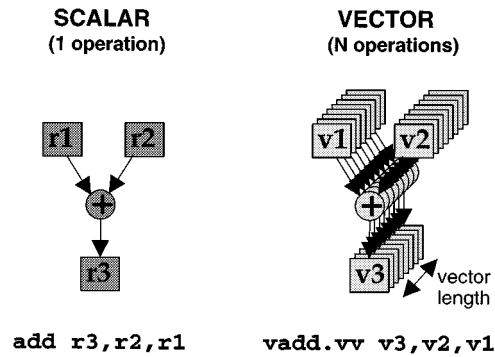 SCALAR
(1 operation)
VECTOR
(N operations)
r1
r2
v1
v2
+
+
r3
v3
vector
length
add r3,r2,r1
vadd.vv v3,v2,v1